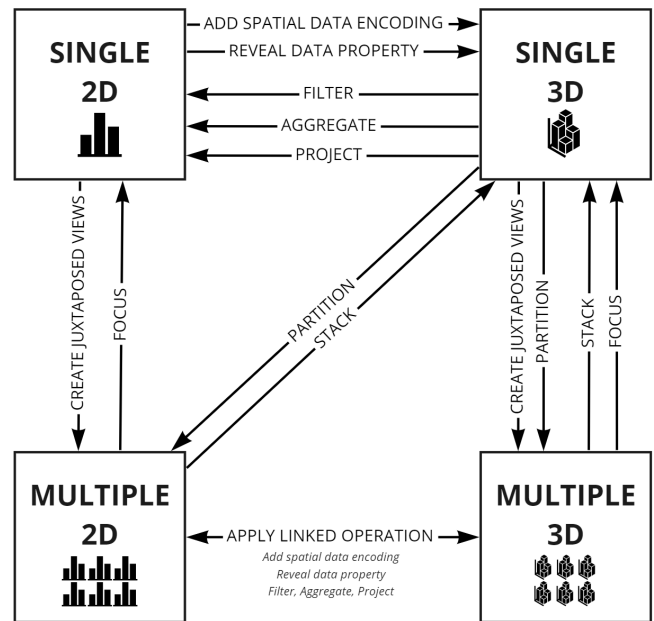 SINGLE
2D
ADD SPATIAL DATA ENCODING
REVEAL DATA PROPERTY
FILTER
AGGREGATE
PROJECT
SINGLE
3D
CREATE JUXTAPOSED VIEWS
FOCUS
PARTITION
STACK
CREATE JUXTAPOSED VIEWS
PARTITION
STACK
FOCUS
MULTIPLE
2D
APPLY LINKED OPERATION
Add spatial data encoding
Reveal data property
Filter, Aggregate, Project
MULTIPLE
3D